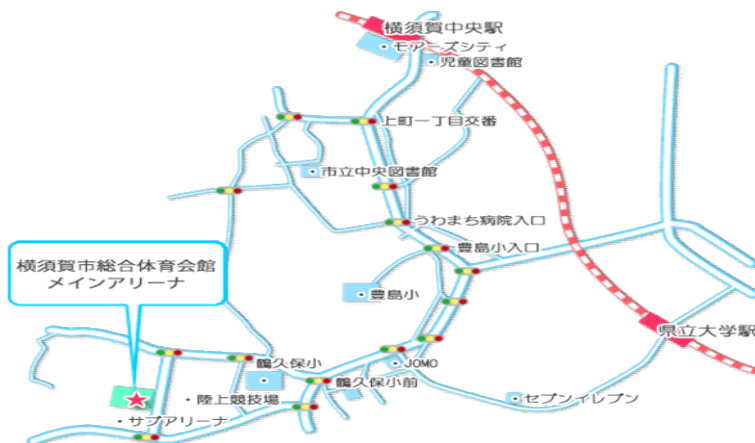 横須賀中央駅
モアーズシティ
児童図書館
上町一丁目交番
市立中央図書館
うわまち病院入口
豊島小入口
横須賀市総合体育会館
メインアリーナ
豊島小
県立大学駅
鶴久保小
JOMO
鶴久保小前
陸上競技場
セブンイレブン
サブアリーナ